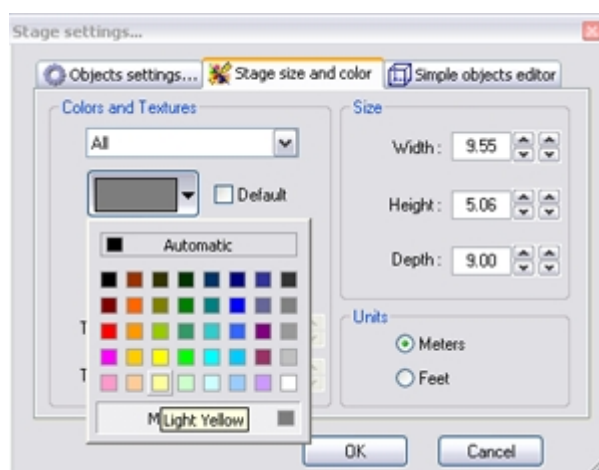 Stage settings...
Objects settings... Stage size and color Simple objects editor
Colors and Textures
All
Default
Automatic
T
T
M
Light Yellow
Size
Width : 9.55
Height : 5.06
Depth : 9.00
Units
Meters
Feet
OK Cancel